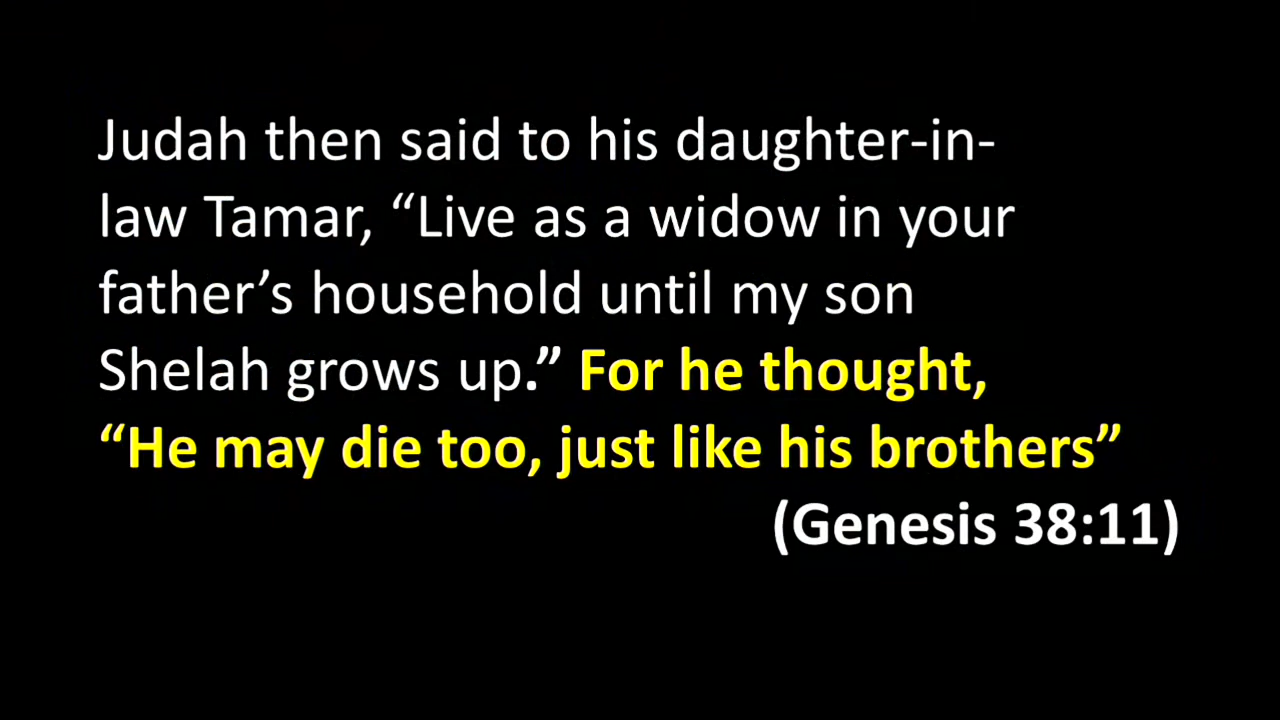 Judah then said to his daughter-in-
law Tamar, “Live as a widow in your
father’s household until my son
Shelah grows up.” For he thought,
“He may die too, just like his brothers”
(Genesis 38:11)